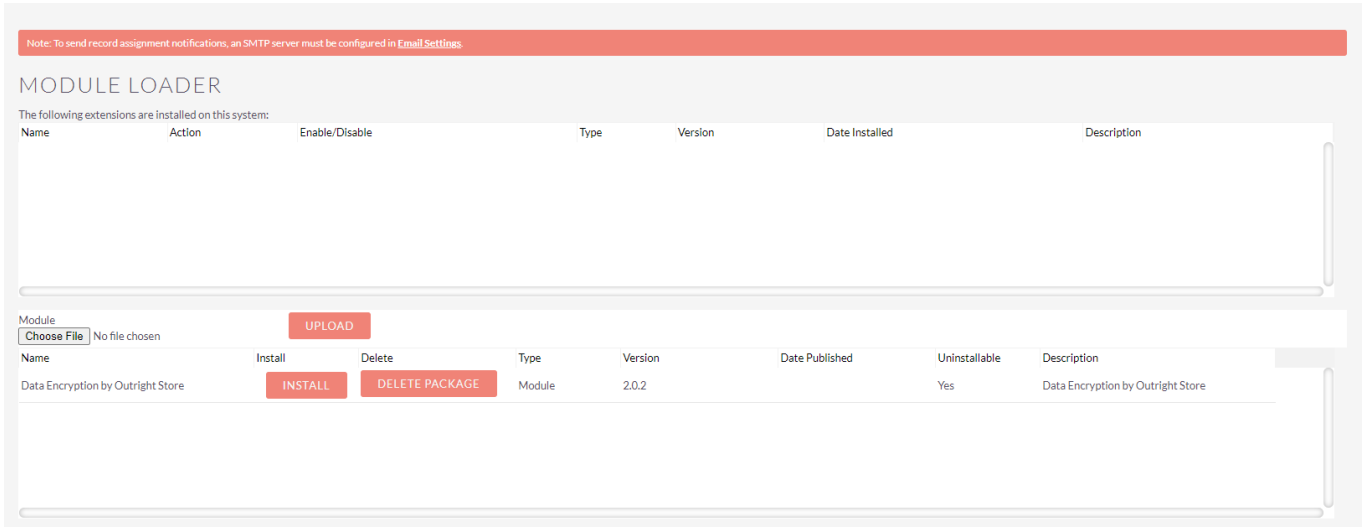 Note: To send record assignment notifications, an SMTP server must be configured in Email Settings.
MODULE LOADER
The following extensions are installed on this system:
Name Action Enable/Disable Type Version Date Installed Description
Module
Choose File No file chosen UPLOAD
Name Install Delete Type Version Date Published Uninstallable Description
Data Encryption by Outright Store INSTALL DELETE PACKAGE Module 2.0.2 Yes Data Encryption by Outright Store